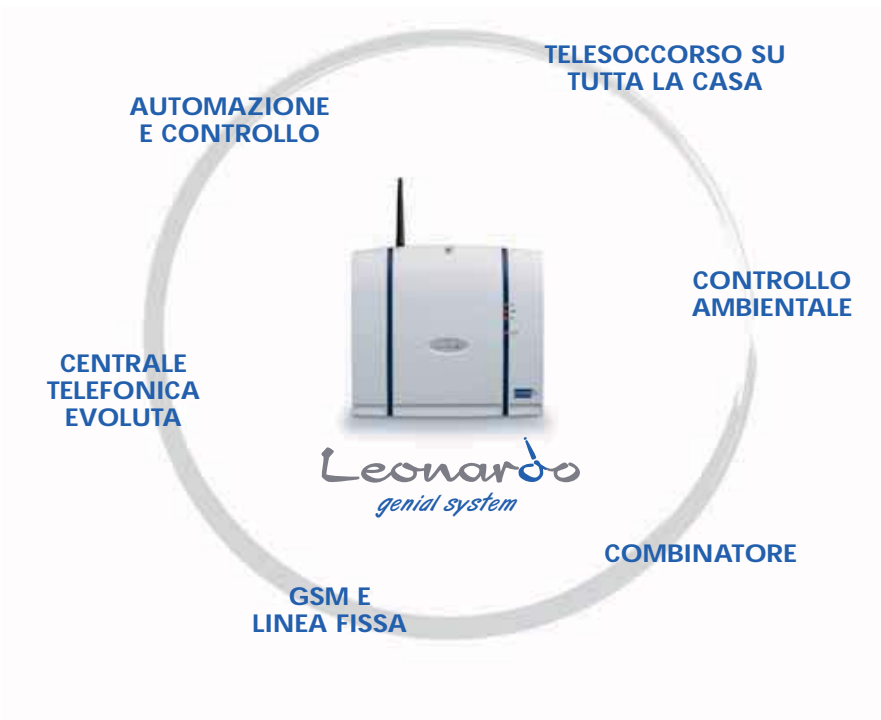 TELESOCCORSO SU
TUTTA LA CASA
AUTOMAZIONE
E CONTROLLO
CONTROLLO
AMBIENTALE
CENTRALE
TELEFONICA
EVOLUTA
Leonardo
genial system
COMBINATORE
GSM E
LINEA FISSA